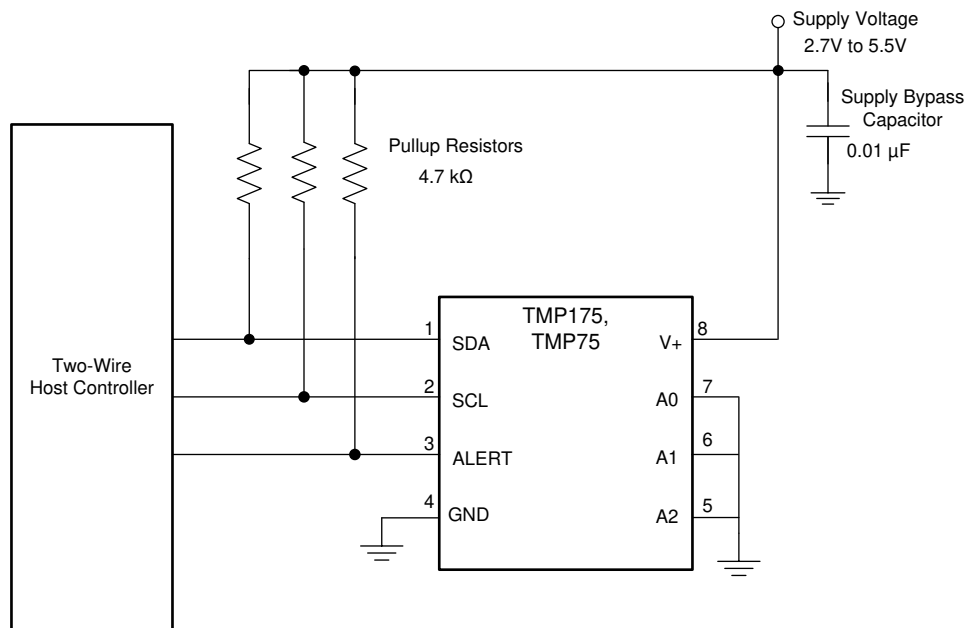 Supply Voltage
2.7V to 5.5V
Supply Bypass
Capacitor
0.01 µF
Pullup Resistors
4.7 kΩ
Two-Wire
Host Controller
TMP175,
TMP75
1
SDA
V+
8
2
SCL
A0
7
3
ALERT
A1
6
4
GND
A2
5